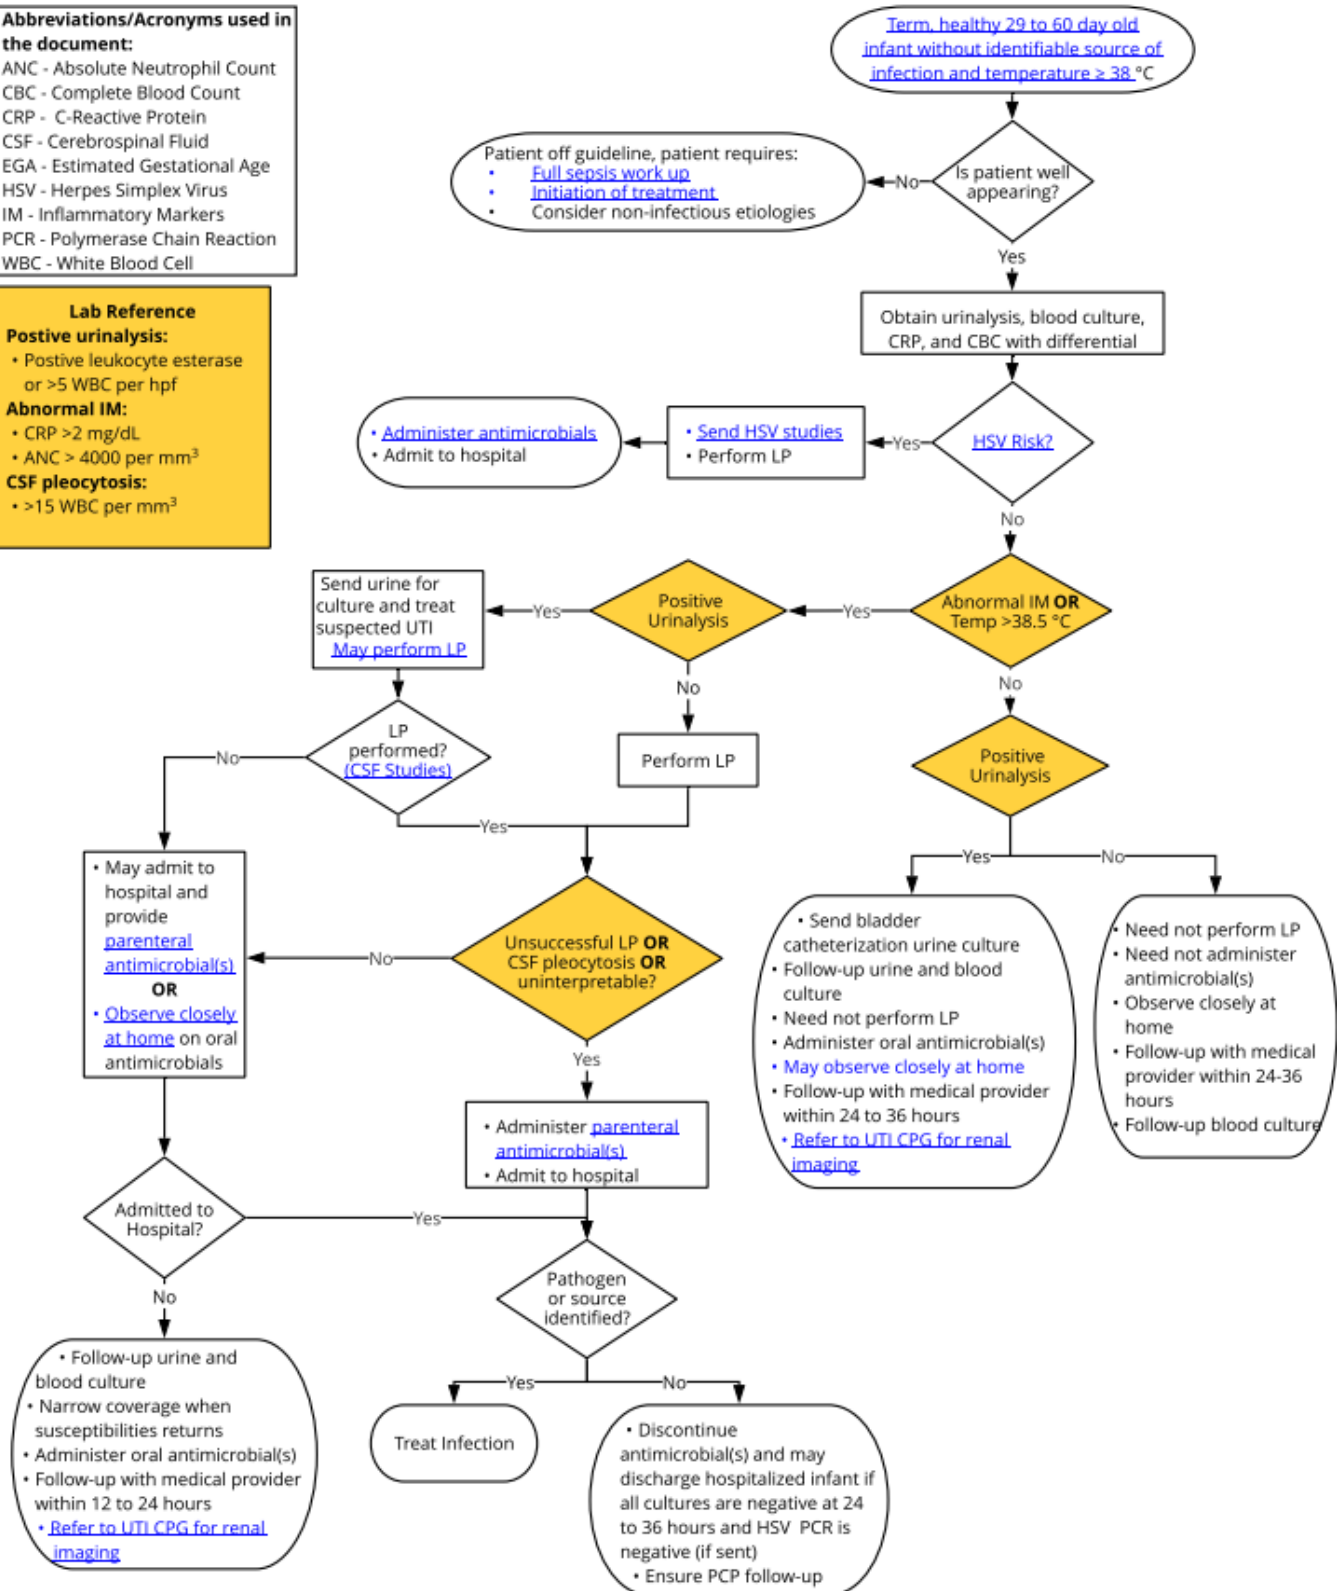 Abbreviations/Acronyms used in
the document:
ANC - Absolute Neutrophil Count
CBC - Complete Blood Count
CRP - C-Reactive Protein
CSF - Cerebrospinal Fluid
EGA - Estimated Gestational Age
HSV - Herpes Simplex Virus
IM - Inflammatory Markers
PCR - Polymerase Chain Reaction
WBC - White Blood Cell
Lab Reference
Postive urinalysis:
• Postive leukocyte esterase
or >5 WBC per hpf
Abnormal IM:
• CRP >2 mg/dL
• ANC > 4000 per mm³
CSF pleocytosis:
• >15 WBC per mm³
Term, healthy 29 to 60 day old
infant without identifiable source of
infection and temperature ≥ 38 °C
Is patient well
appearing?
No
Patient off guideline, patient requires:
• Full sepsis work up
• Initiation of treatment
• Consider non-infectious etiologies
Yes
Obtain urinalysis, blood culture,
CRP, and CBC with differential
HSV Risk?
Yes
• Send HSV studies
• Perform LP
• Administer antimicrobials
• Admit to hospital
No
Abnormal IM OR
Temp >38.5 °C
Yes
Positive
Urinalysis
Yes
Send urine for
culture and treat
suspected UTI
May perform LP
No
Perform LP
LP
performed?
(CSF Studies)
No
Yes
No
Positive
Urinalysis
Yes
No
• Send bladder
catheterization urine culture
• Follow-up urine and blood
culture
• Need not perform LP
• Administer oral antimicrobial(s)
• May observe closely at home
• Follow-up with medical provider
within 24 to 36 hours
• Refer to UTI CPG for renal
imaging
• Need not perform LP
• Need not administer
antimicrobial(s)
• Observe closely at
home
• Follow-up with medical
provider within 24-36
hours
• Follow-up blood culture
Unsuccessful LP OR
CSF pleocytosis OR
uninterpretable?
No
• May admit to
hospital and
provide
parenteral
antimicrobial(s)
OR
• Observe closely
at home on oral
antimicrobials
Yes
• Administer parenteral
antimicrobial(s)
• Admit to hospital
Admitted to
Hospital?
Yes
No
• Follow-up urine and
blood culture
• Narrow coverage when
susceptibilities returns
• Administer oral antimicrobial(s)
• Follow-up with medical provider
within 12 to 24 hours
• Refer to UTI CPG for renal
imaging
Pathogen
or source
identified?
Yes
No
Treat Infection
• Discontinue
antimicrobial(s) and may
discharge hospitalized infant if
all cultures are negative at 24
to 36 hours and HSV PCR is
negative (if sent)
• Ensure PCP follow-up